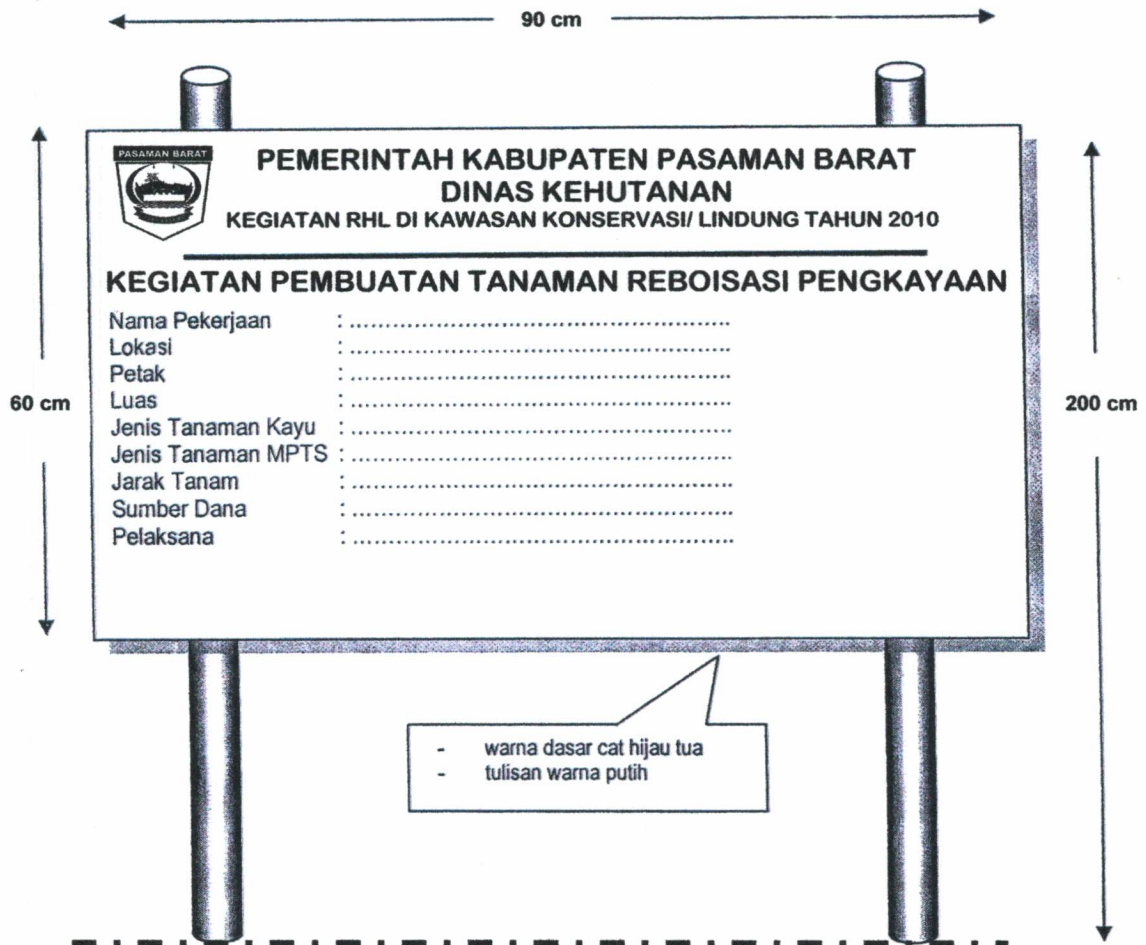 90 cm
PASAMAN BARAT
PEMERINTAH KABUPATEN PASAMAN BARAT
DINAS KEHUTANAN
KEGIATAN RHL DI KAWASAN KONSERVASI/ LINDUNG TAHUN 2010
KEGIATAN PEMBUATAN TANAMAN REBOISASI PENGKAYAAN
Nama Pekerjaan : ......................................................
Lokasi : ......................................................
Petak : ......................................................
Luas : ......................................................
Jenis Tanaman Kayu : ......................................................
Jenis Tanaman MPTS : ......................................................
Jarak Tanam : ......................................................
Sumber Dana : ......................................................
Pelaksana : ......................................................
60 cm
200 cm
- warna dasar cat hijau tua
- tulisan warna putih